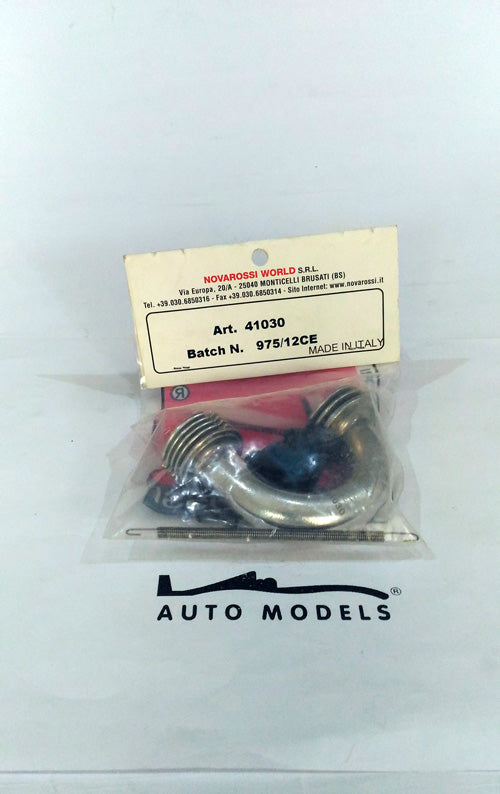 NOVAROSSI WORLD S.R.L.
Via Europa, 20/A - 25040 MONTICELLI BRUSATI (BS)
Tel. +39.030.6850316 - Fax +39.030.6850314 - Sito Internet: www.novarossi.it
Art. 41030
Batch N. 975/12CE
MADE IN ITALY
®
AUTO MODELS